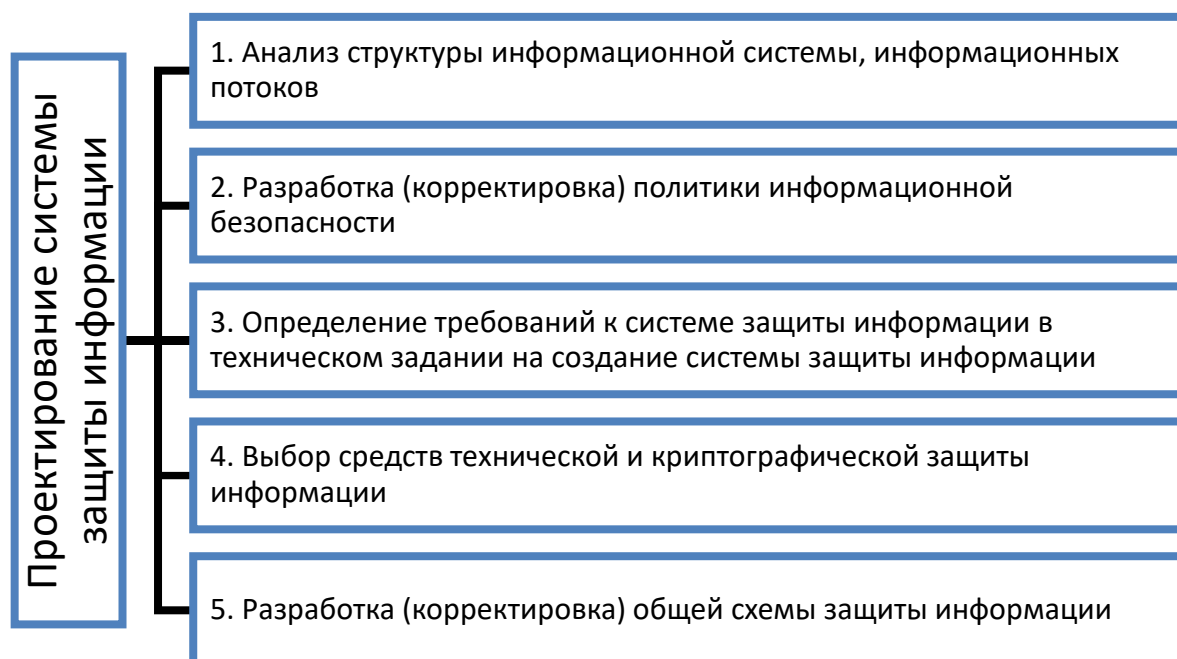 Проектирование системы
защиты информации
1. Анализ структуры информационной системы, информационных
потоков
2. Разработка (корректировка) политики информационной
безопасности
3. Определение требований к системе защиты информации в
техническом задании на создание системы защиты информации
4. Выбор средств технической и криптографической защиты
информации
5. Разработка (корректировка) общей схемы защиты информации